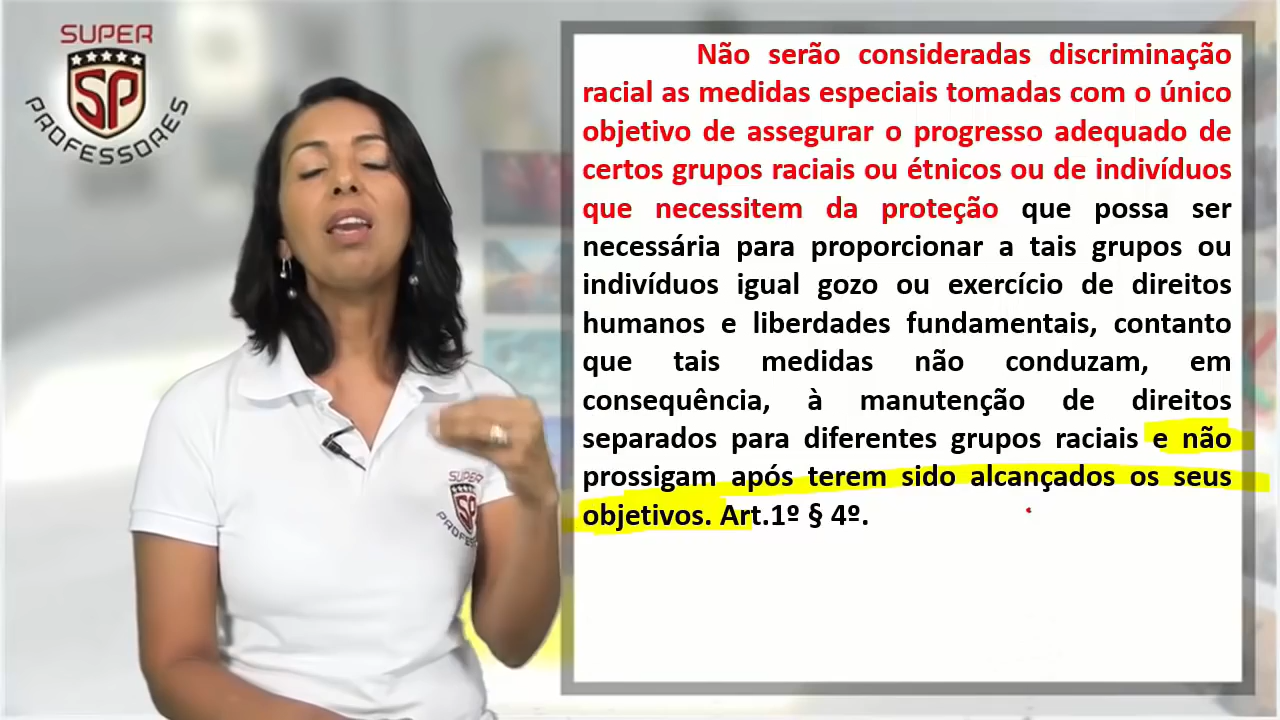 SUPER
SP
PROFESSORES
Não serão consideradas discriminação
racial as medidas especiais tomadas com o único
objetivo de assegurar o progresso adequado de
certos grupos raciais ou étnicos ou de indivíduos
que necessitem da proteção que possa ser
necessária para proporcionar a tais grupos ou
indivíduos igual gozo ou exercício de direitos
humanos e liberdades fundamentais, contanto
que tais medidas não conduzam, em
consequência, à manutenção de direitos
separados para diferentes grupos raciais e não
prossigam após terem sido alcançados os seus
objetivos. Art.1º § 4º.
SUPER
SP
PROFES